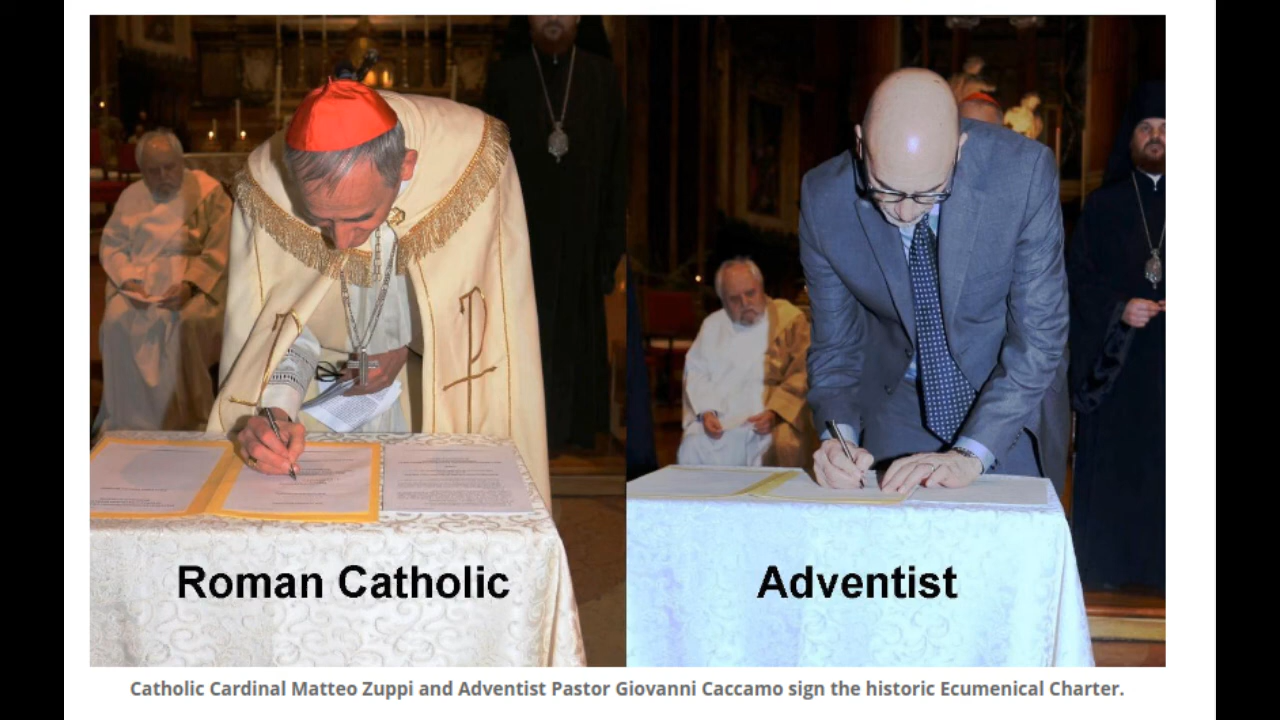 Roman Catholic
Adventist
Catholic Cardinal Matteo Zuppi and Adventist Pastor Giovanni Caccamo sign the historic Ecumenical Charter.